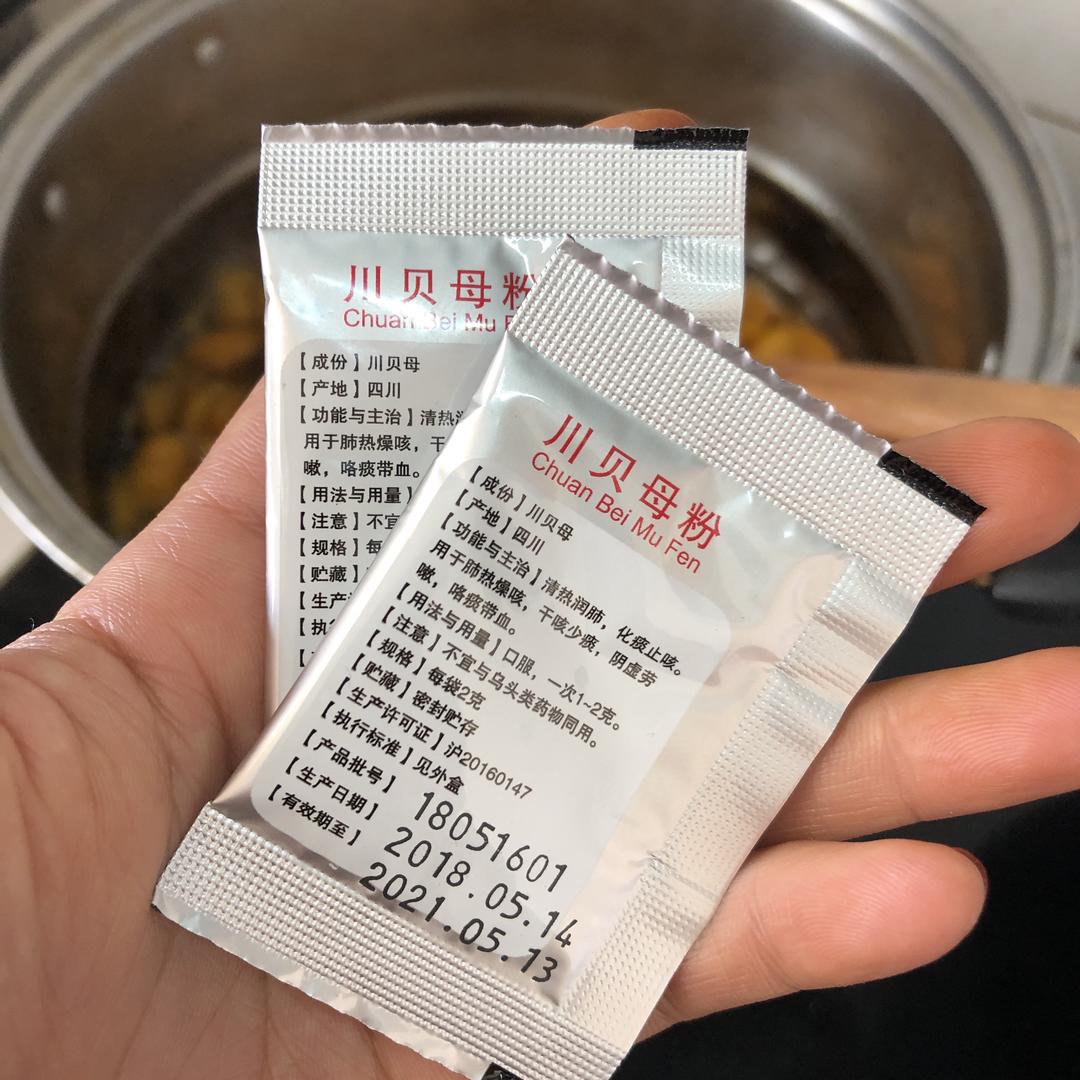 川贝母粉
Chuan Bei Mu
【成份】川贝母
【产地】四川
【功能与主治】清热
用于肺热燥咳，干
嗽，咯痰带血。
【用法与用量】
【注意】不宜
【规格】每
【贮藏】
【生产
【执
川贝母粉
Chuan Bei Mu Fen
【成份】川贝母
【产地】四川
【功能与主治】清热润肺，化痰止咳。
用于肺热燥咳，干咳少痰，阴虚劳
嗽，咯痰带血。
【用法与用量】口服，一次1~2克。
【注意】不宜与乌头类药物同用。
【规格】每袋2克
【贮藏】密封贮存
【生产许可证】沪20160147
【执行标准】见外盒
【产品批号】 18051601
【生产日期】 2018.05.14
【有效期至】 2021.05.13